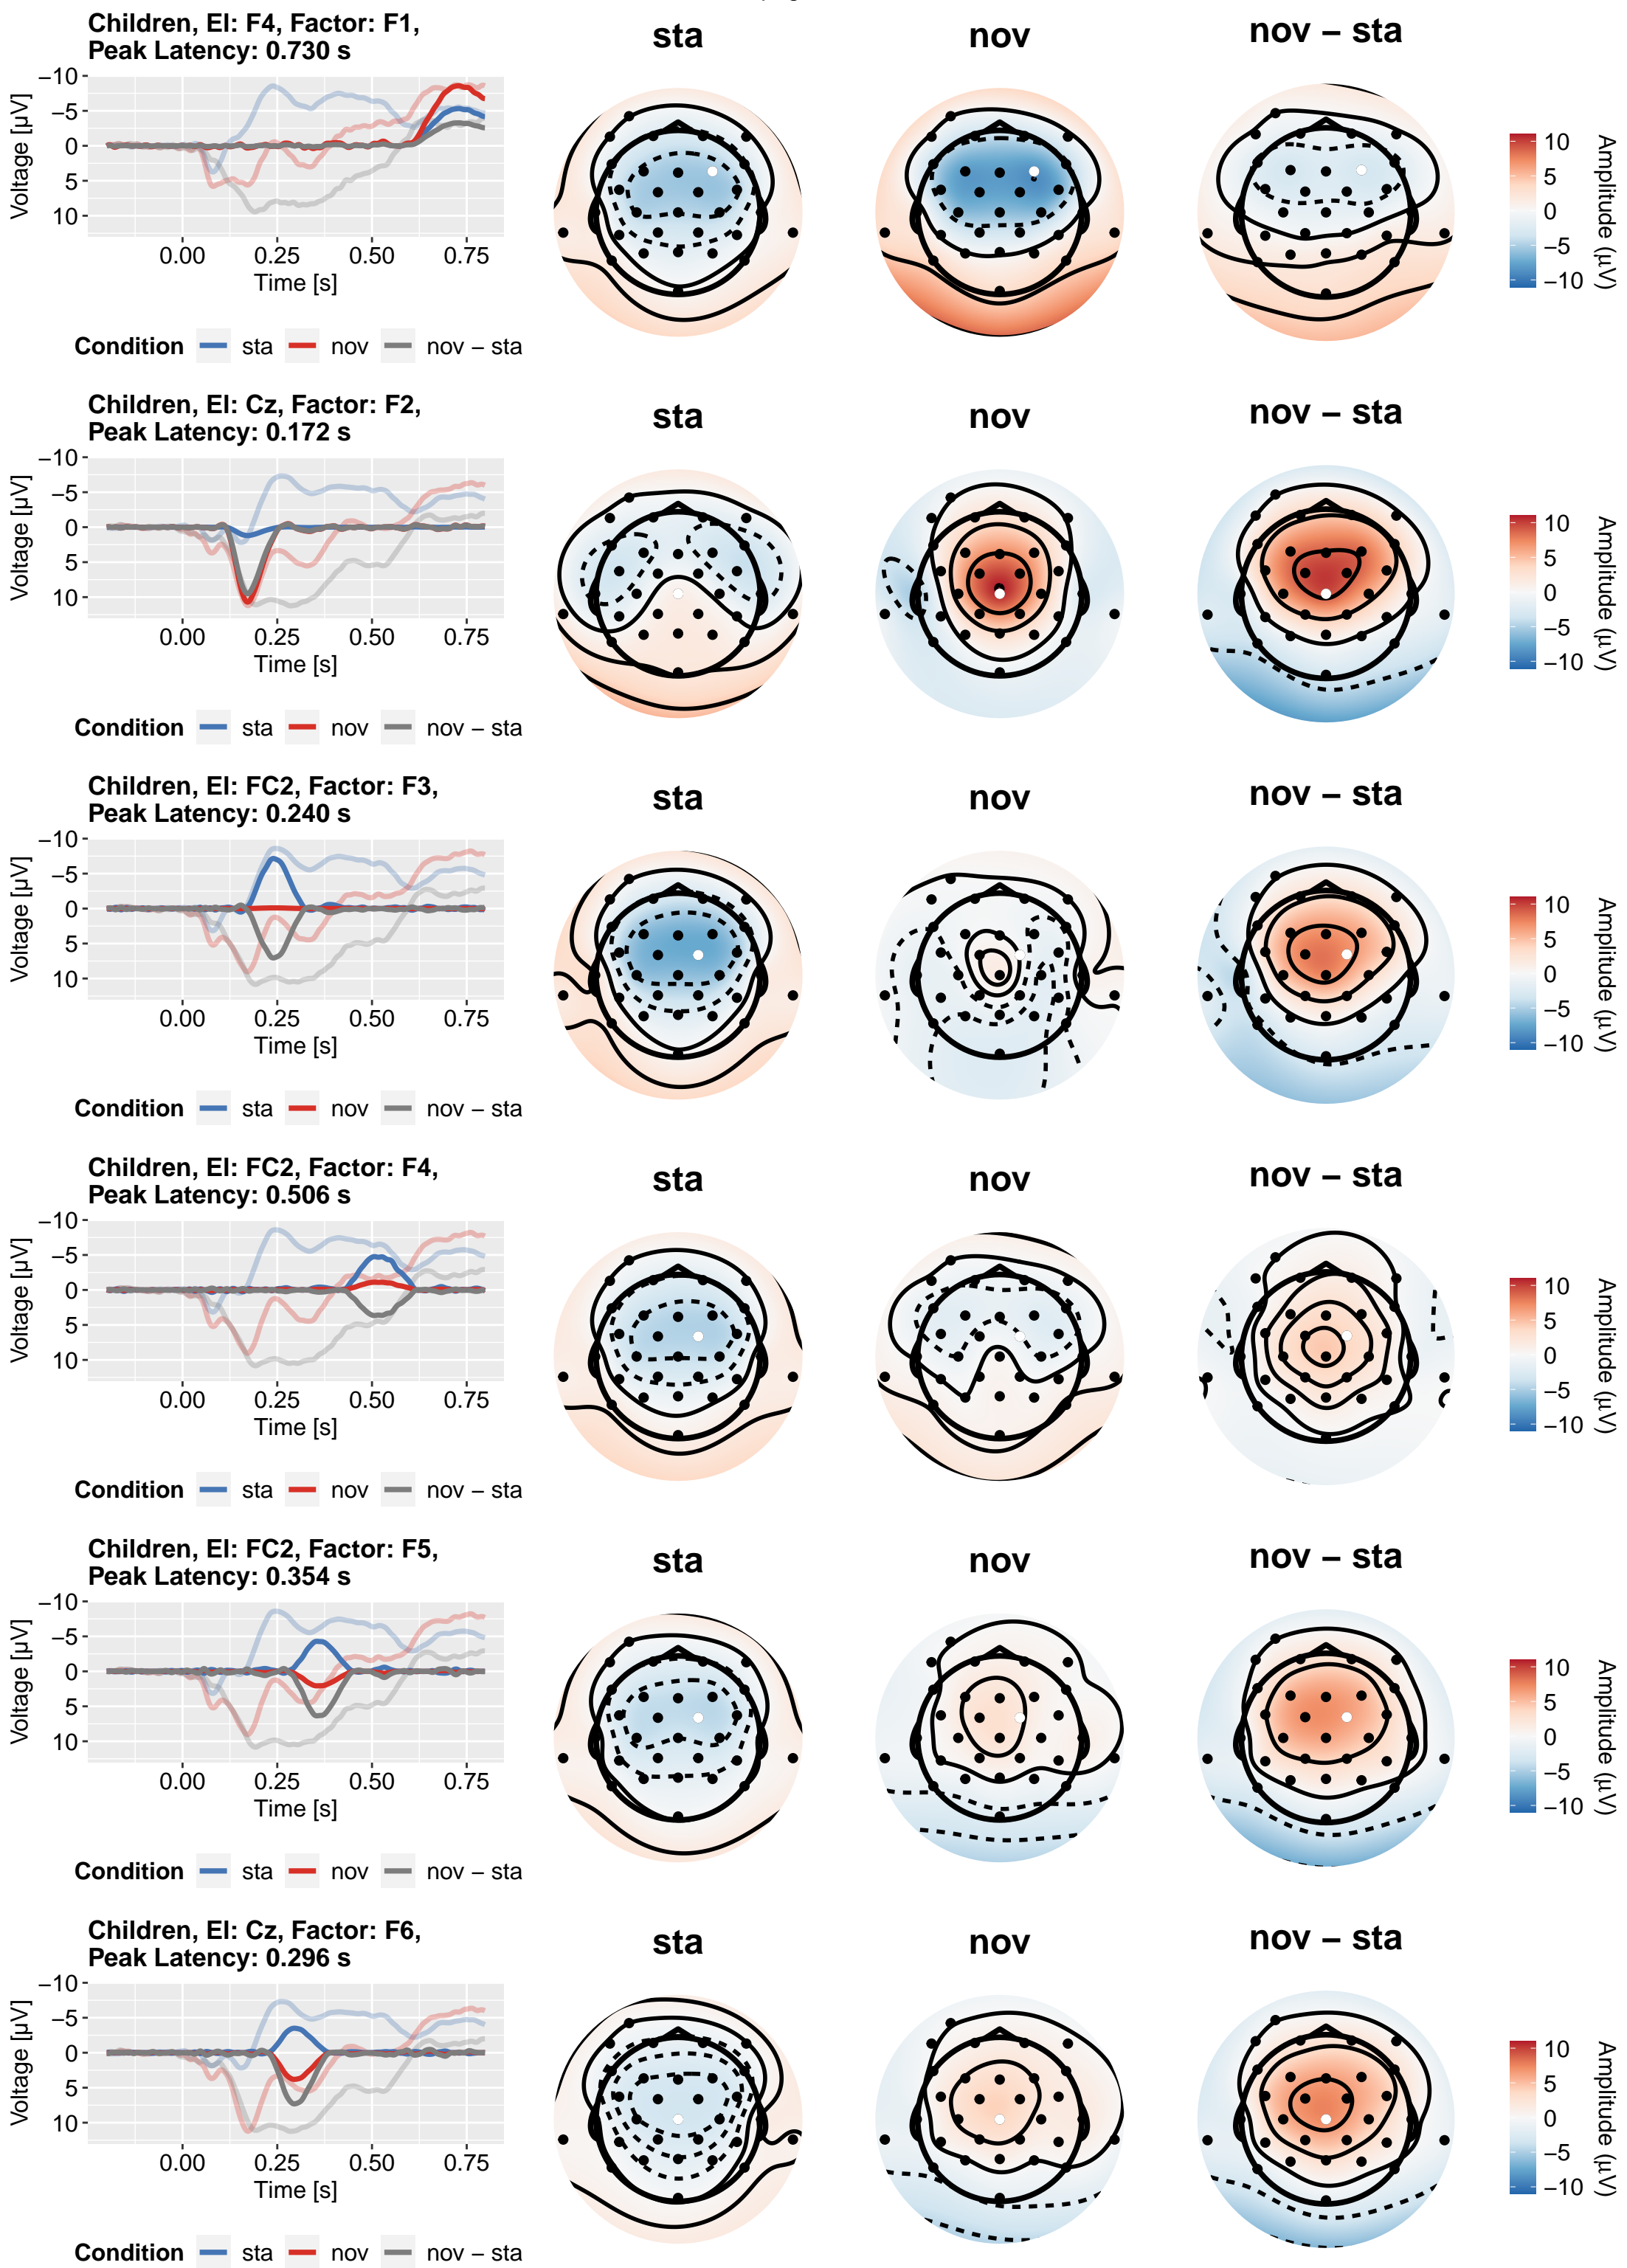 Children, El: F4, Factor: F1,
Peak Latency: 0.730 s
sta
nov
nov − sta
−10
−5
0
5
10
Voltage [µV]
0.00 0.25 0.50 0.75
Time [s]
Condition sta nov nov − sta
10
5
0
−5
−10
Amplitude (µV)
Children, El: Cz, Factor: F2,
Peak Latency: 0.172 s
sta
nov
nov − sta
−10
−5
0
5
10
Voltage [µV]
0.00 0.25 0.50 0.75
Time [s]
Condition sta nov nov − sta
10
5
0
−5
−10
Amplitude (µV)
Children, El: FC2, Factor: F3,
Peak Latency: 0.240 s
sta
nov
nov − sta
−10
−5
0
5
10
Voltage [µV]
0.00 0.25 0.50 0.75
Time [s]
Condition sta nov nov − sta
10
5
0
−5
−10
Amplitude (µV)
Children, El: FC2, Factor: F4,
Peak Latency: 0.506 s
sta
nov
nov − sta
−10
−5
0
5
10
Voltage [µV]
0.00 0.25 0.50 0.75
Time [s]
Condition sta nov nov − sta
10
5
0
−5
−10
Amplitude (µV)
Children, El: FC2, Factor: F5,
Peak Latency: 0.354 s
sta
nov
nov − sta
−10
−5
0
5
10
Voltage [µV]
0.00 0.25 0.50 0.75
Time [s]
Condition sta nov nov − sta
10
5
0
−5
−10
Amplitude (µV)
Children, El: Cz, Factor: F6,
Peak Latency: 0.296 s
sta
nov
nov − sta
−10
−5
0
5
10
Voltage [µV]
0.00 0.25 0.50 0.75
Time [s]
Condition sta nov nov − sta
10
5
0
−5
−10
Amplitude (µV)